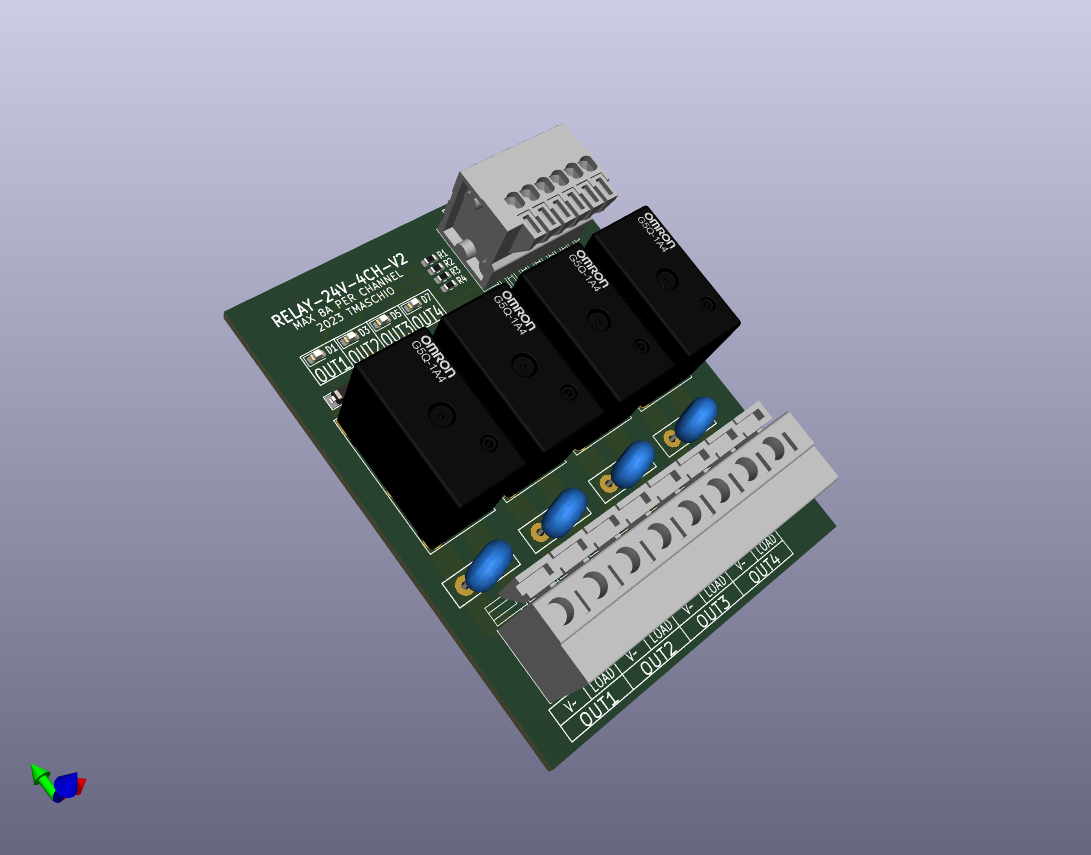 RELAY-24V-4CH-V2
MAX 8A PER CHANNEL
2023 TMASCHIO
R1
R2
R3
R4
D1 D3 D5 D7
OUT1 OUT2 OUT3 OUT4
OMRON
G5Q-1A4
OMRON
G5Q-1A4
OMRON
G5Q-1A4
OMRON
G5Q-1A4
V~ LOAD V~ LOAD V~ LOAD V~ LOAD
OUT1 OUT2 OUT3 OUT4